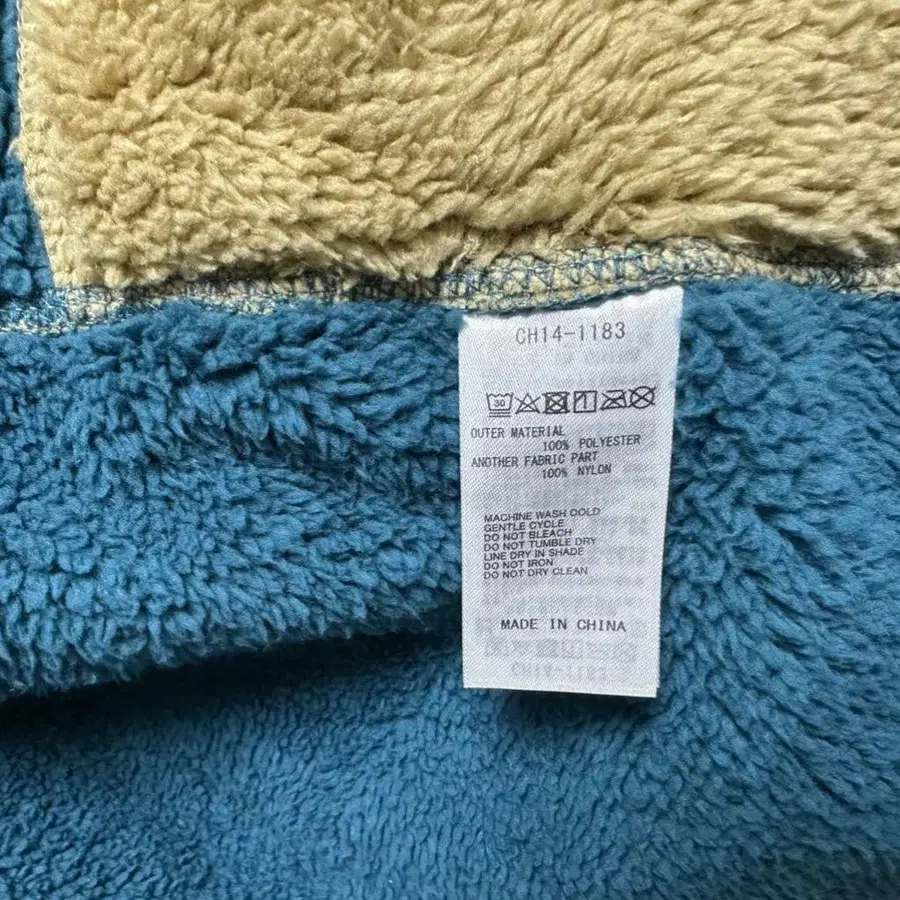 CH14-1183
30
OUTER MATERIAL
100% POLYESTER
ANOTHER FABRIC PART
100% NYLON
MACHINE WASH COLD
GENTLE CYCLE
DO NOT BLEACH
DO NOT TUMBLE DRY
LINE DRY IN SHADE
DO NOT IRON
DO NOT DRY CLEAN
MADE IN CHINA